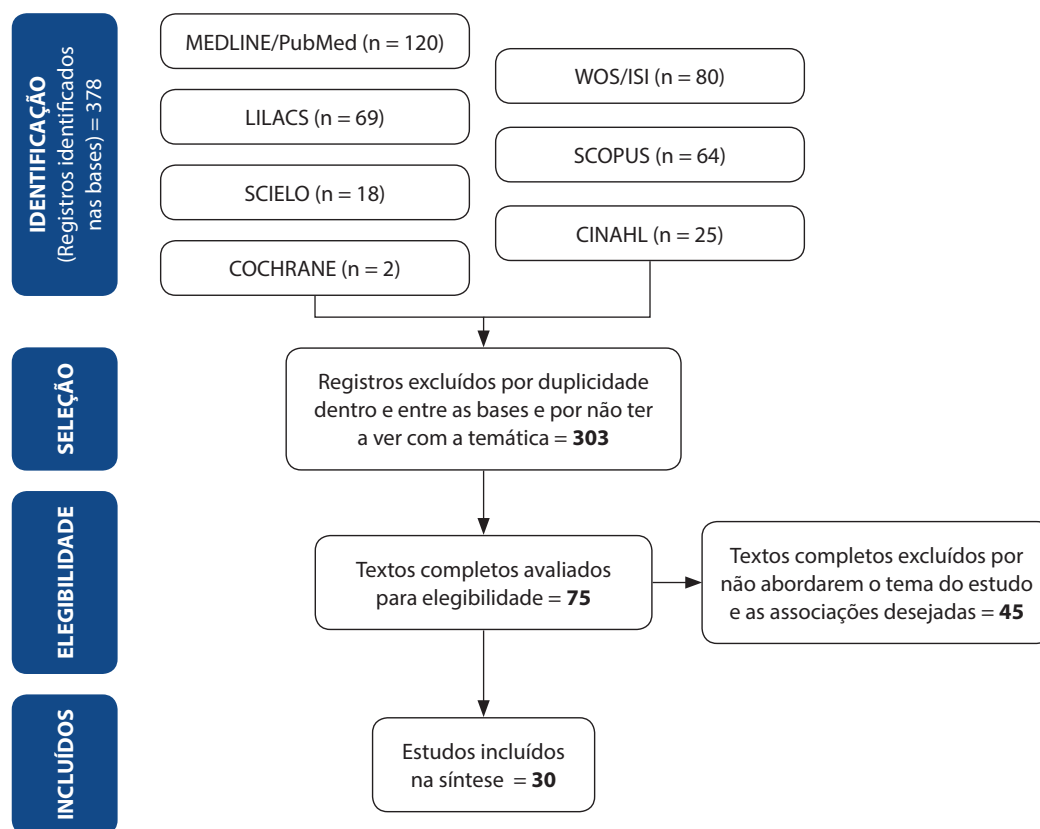 IDENTIFICAÇÃO
(Registros identificados
nas bases) = 378
MEDLINE/PubMed (n = 120)
LILACS (n = 69)
SCIELO (n = 18)
COCHRANE (n = 2)
WOS/ISI (n = 80)
SCOPUS (n = 64)
CINAHL (n = 25)
SELEÇÃO
Registros excluídos por duplicidade
dentro e entre as bases e por não ter
a ver com a temática = 303
ELEGIBILIDADE
Textos completos avaliados
para elegibilidade = 75
Textos completos excluídos por
não abordarem o tema do estudo
e as associações desejadas = 45
INCLUÍDOS
Estudos incluídos
na síntese = 30